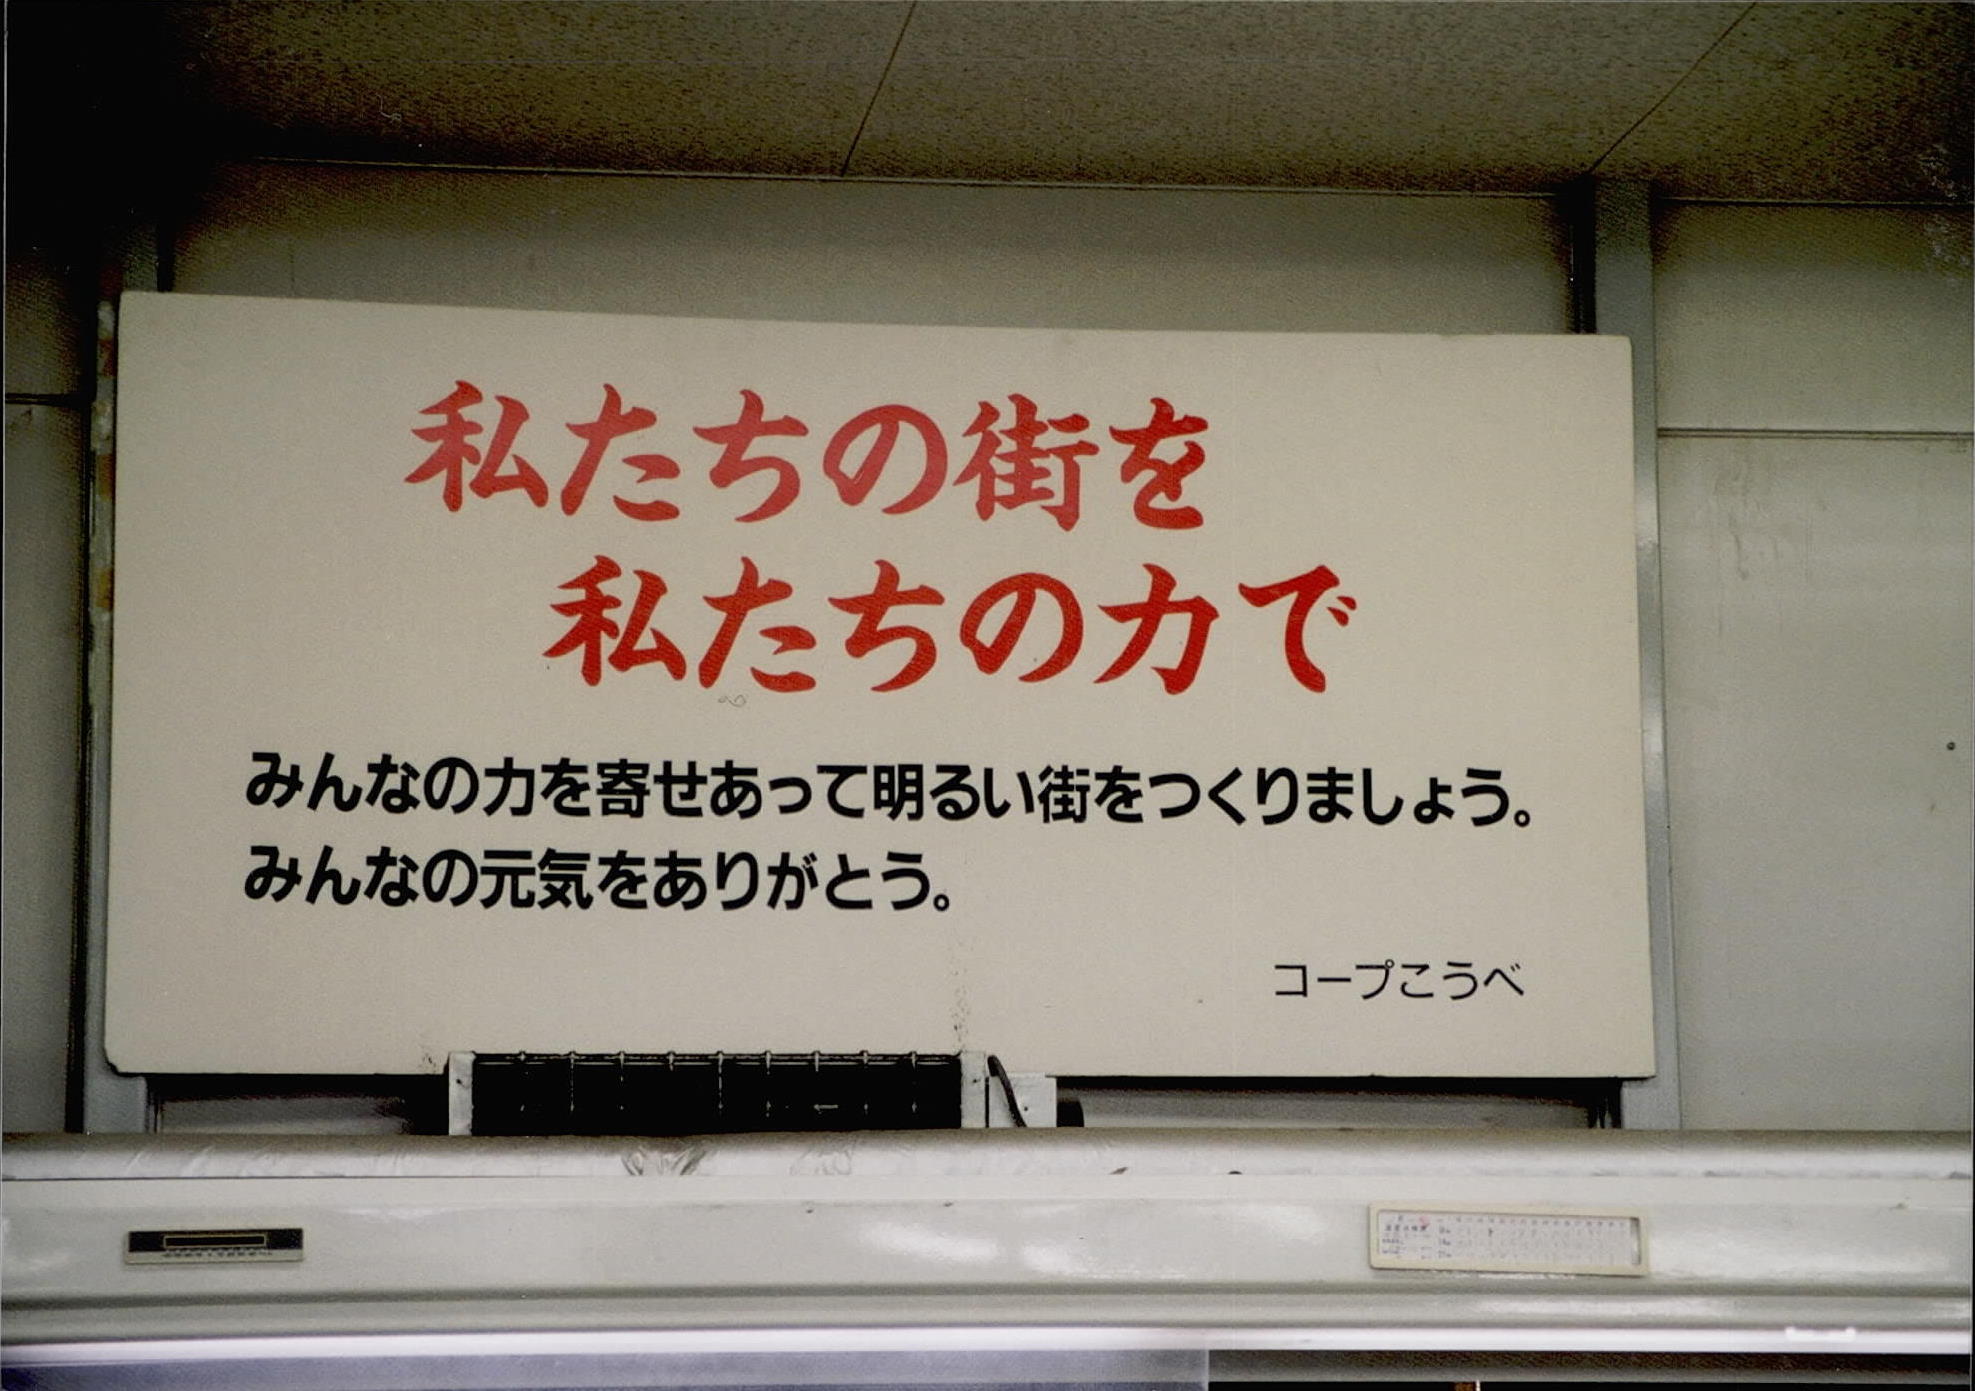 私たちの街を
私たちの力で
みんなの力を寄せあって明るい街をつくりましょう。
みんなの元気をありがとう。
コープこうべ